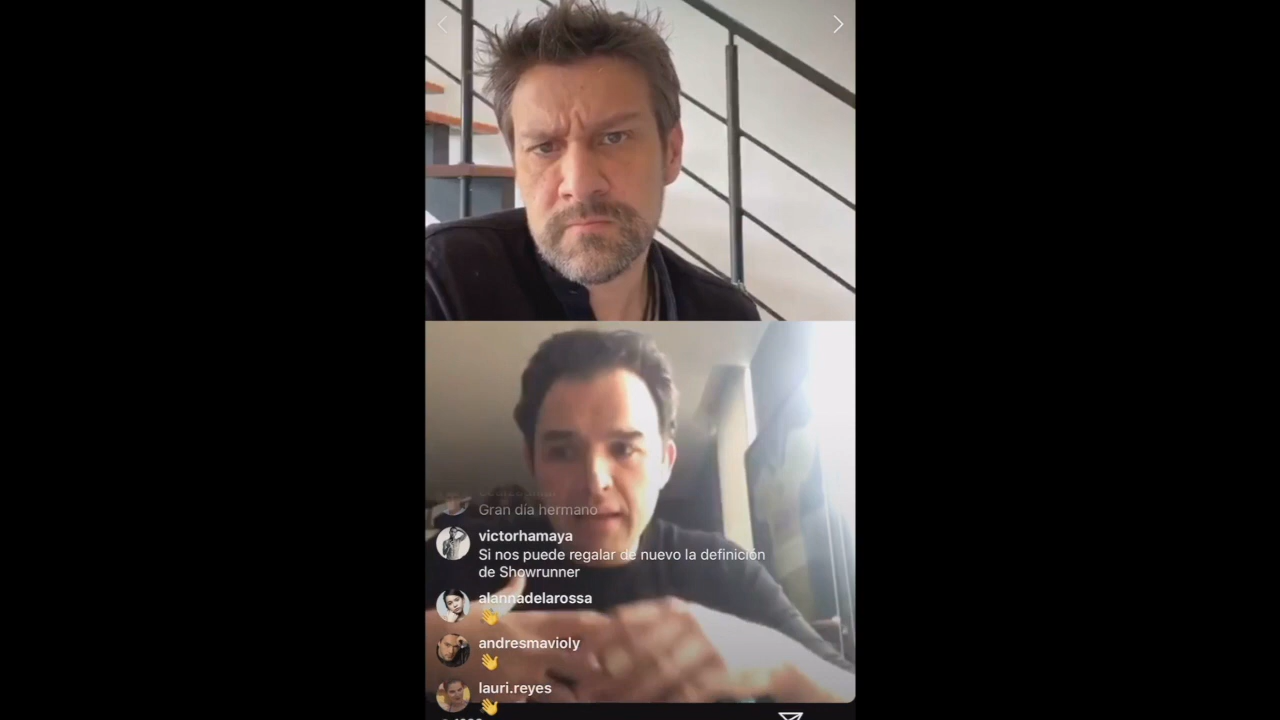 Gran día hermano
victorhamaya
Si nos puede regalar de nuevo la definición
de Showrunner
alannadelarossa
👋
andresmavioly
👋
lauri.reyes
👋